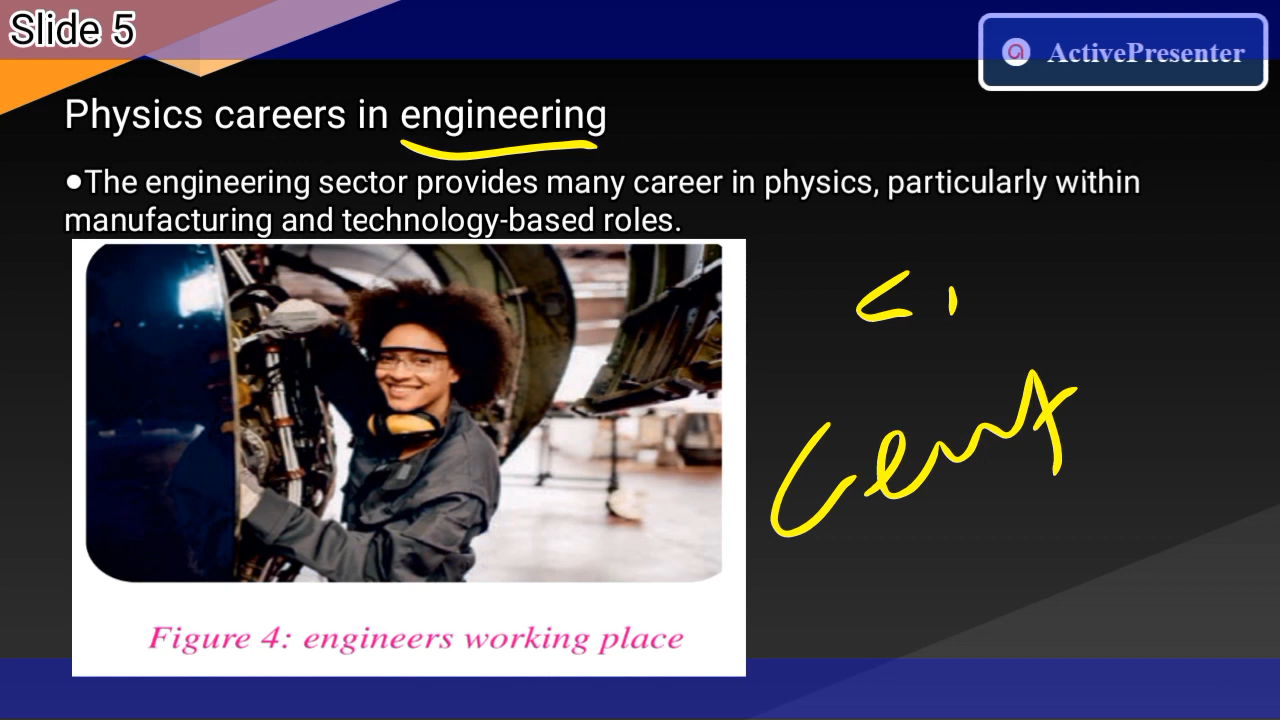 Slide 5
ActivePresenter
Physics careers in engineering
●The engineering sector provides many career in physics, particularly within
manufacturing and technology-based roles.
Figure 4: engineers working place